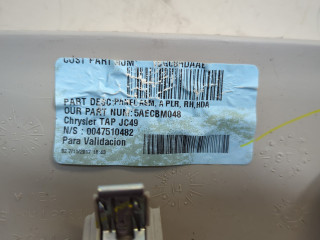 CUST PART NUM
PART DESC:PANEL ASM, A PLR, RH,HDA
OUR PART NUM: 5AECBM048
Chrysler TAP JC49
N/S : 0047510482
Para Validacion